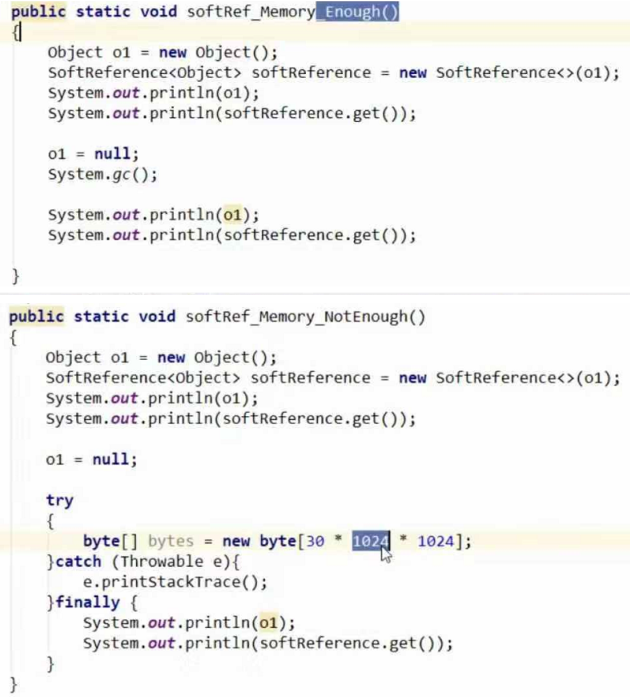 public static void softRef_Memory_Enough()
{
    Object o1 = new Object();
    SoftReference<Object> softReference = new SoftReference<>(o1);
    System.out.println(o1);
    System.out.println(softReference.get());

    o1 = null;
    System.gc();

    System.out.println(o1);
    System.out.println(softReference.get());

}
public static void softRef_Memory_NotEnough()
{
    Object o1 = new Object();
    SoftReference<Object> softReference = new SoftReference<>(o1);
    System.out.println(o1);
    System.out.println(softReference.get());

    o1 = null;

    try
    {
        byte[] bytes = new byte[30 * 1024 * 1024];
    }catch (Throwable e){
        e.printStackTrace();
    }finally {
        System.out.println(o1);
        System.out.println(softReference.get());
    }
}